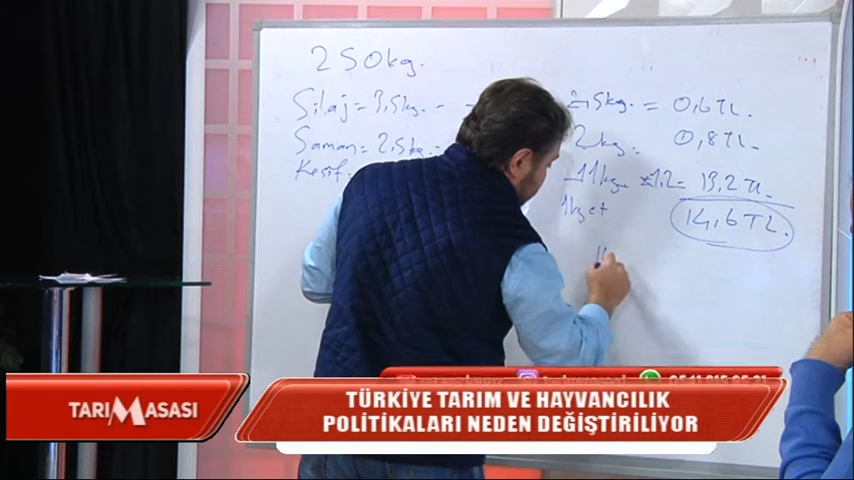 250kg.
Silaj = 3,5kg. - 2,5kg. = 0,6TL.
Saman = 2,5kg. - 2kg. 0,8TL.
Kesif. 11kg. x1.2 = 13,2TL.
1kg et 14,6TL.
TARIMASASI
TÜRKİYE TARIM VE HAYVANCILIK
POLİTİKALARI NEDEN DEĞİŞTİRİLİYOR